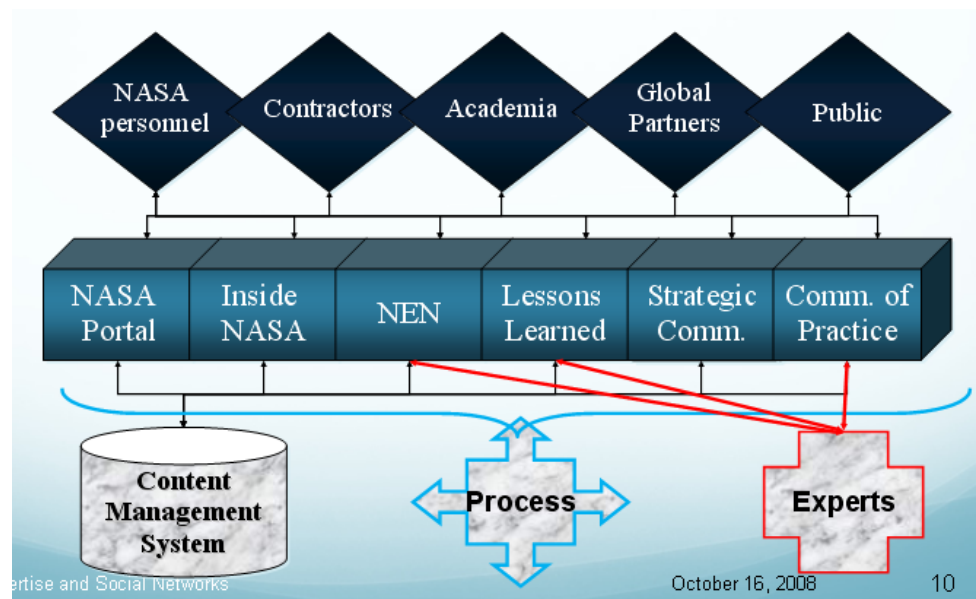 NASA
personnel
Contractors
Academia
Global
Partners
Public
NASA
Portal
Inside
NASA
NEN
Lessons
Learned
Strategic
Comm.
Comm. of
Practice
Content
Management
System
Process
Experts
ertise and Social Networks
October 16, 2008
10